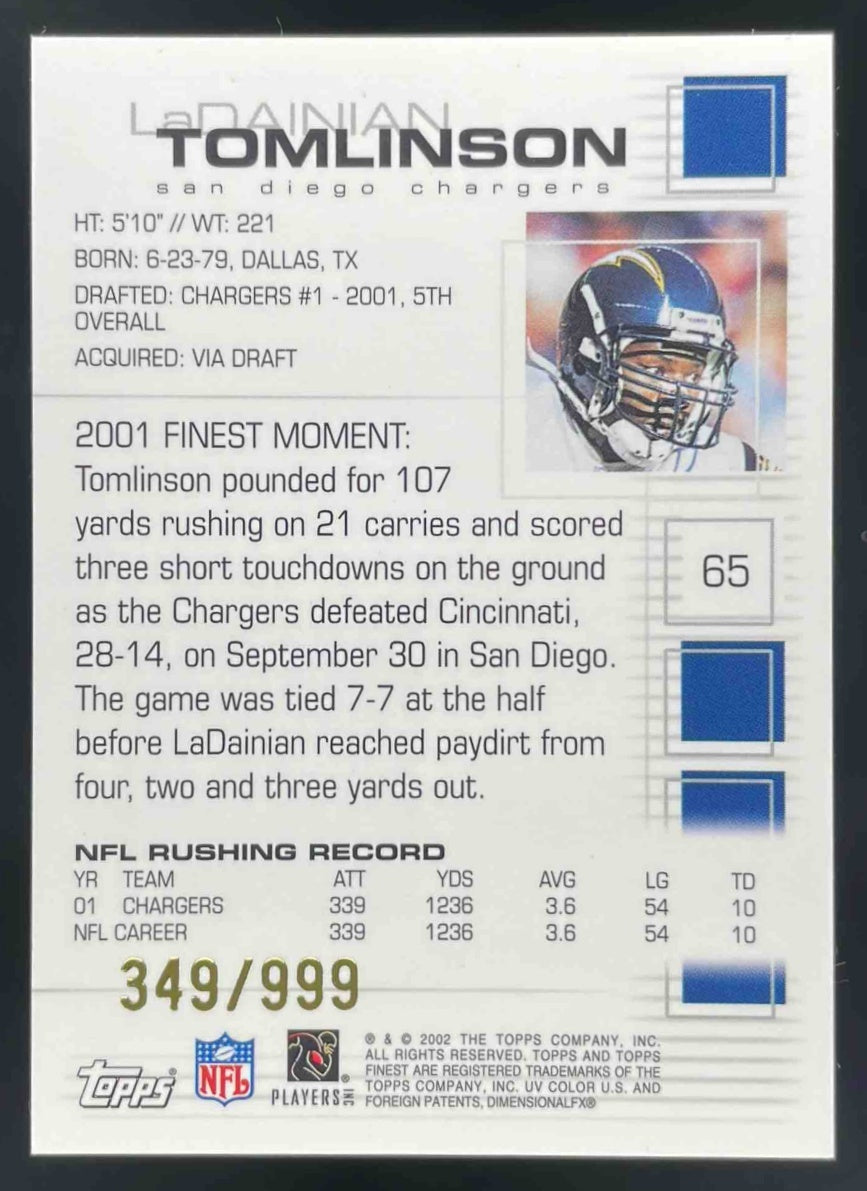 LaDAINIAN
TOMLINSON
san diego chargers
HT: 5'10" // WT: 221
BORN: 6-23-79, DALLAS, TX
DRAFTED: CHARGERS #1 - 2001, 5TH
OVERALL
ACQUIRED: VIA DRAFT
2001 FINEST MOMENT:
Tomlinson pounded for 107
yards rushing on 21 carries and scored
three short touchdowns on the ground
as the Chargers defeated Cincinnati,
28-14, on September 30 in San Diego.
The game was tied 7-7 at the half
before LaDainian reached paydirt from
four, two and three yards out.
65
NFL RUSHING RECORD
YR TEAM ATT YDS AVG LG TD
01 CHARGERS 339 1236 3.6 54 10
NFL CAREER 339 1236 3.6 54 10
349/999
Topps®
NFL
PLAYERS INC
® & © 2002 THE TOPPS COMPANY, INC.
ALL RIGHTS RESERVED. TOPPS AND TOPPS
FINEST ARE REGISTERED TRADEMARKS OF THE
TOPPS COMPANY, INC. UV COLOR U.S. AND
FOREIGN PATENTS, DIMENSIONALFX®